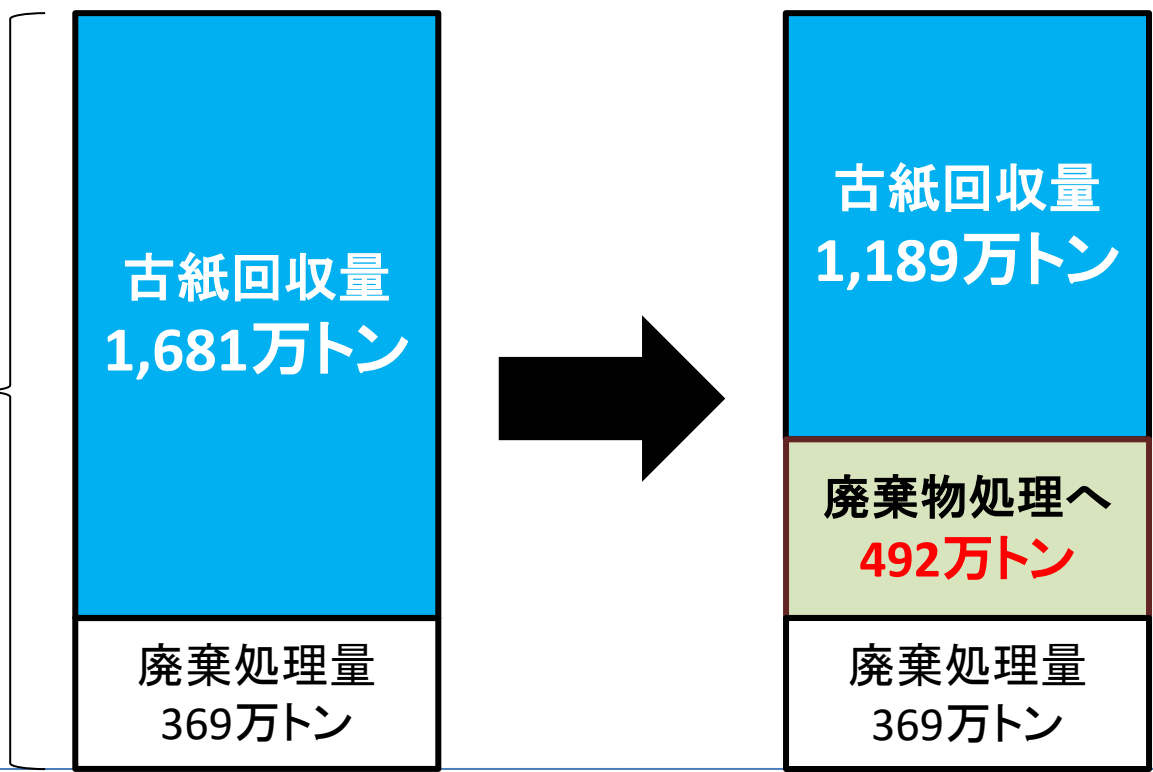 古紙回収量
1,681万トン
廃棄処理量
369万トン
古紙回収量
1,189万トン
廃棄物処理へ
492万トン
廃棄処理量
369万トン